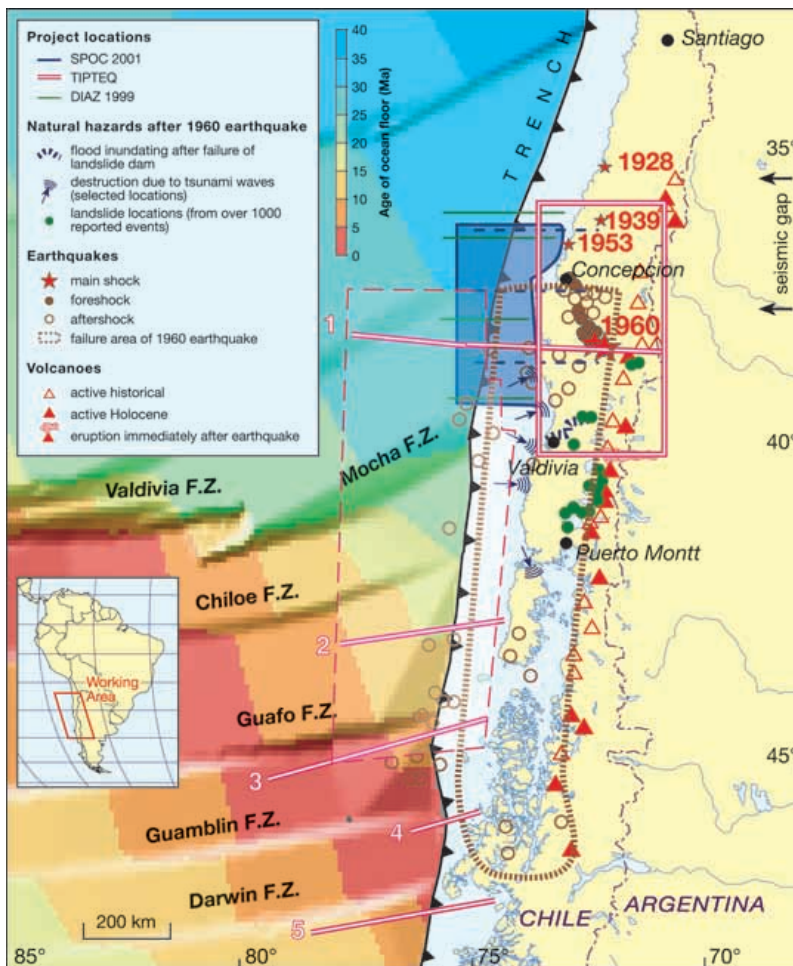 Project locations
SPOC 2001
TIPTEQ
DIAZ 1999
Natural hazards after 1960 earthquake
flood inundating after failure of
landslide dam
destruction due to tsunami waves
(selected locations)
landslide locations (from over 1000
reported events)
Earthquakes
main shock
foreshock
aftershock
failure area of 1960 earthquake
Volcanoes
active historical
active Holocene
eruption immediately after earthquake
40
35
30
25
20
15
10
5
0
Age of ocean floor (Ma)
TRENCH
Santiago
35°
1928
1939
1953
Concepcion
seismic gap
1
1960
40°
Mocha F.Z.
Valdivia F.Z.
Valdivia
Puerto Montt
Chiloe F.Z.
2
Working
Area
Guafo F.Z.
3
45°
Guamblin F.Z.
4
Darwin F.Z.
5
200 km
CHILE
ARGENTINA
85°
80°
75°
70°